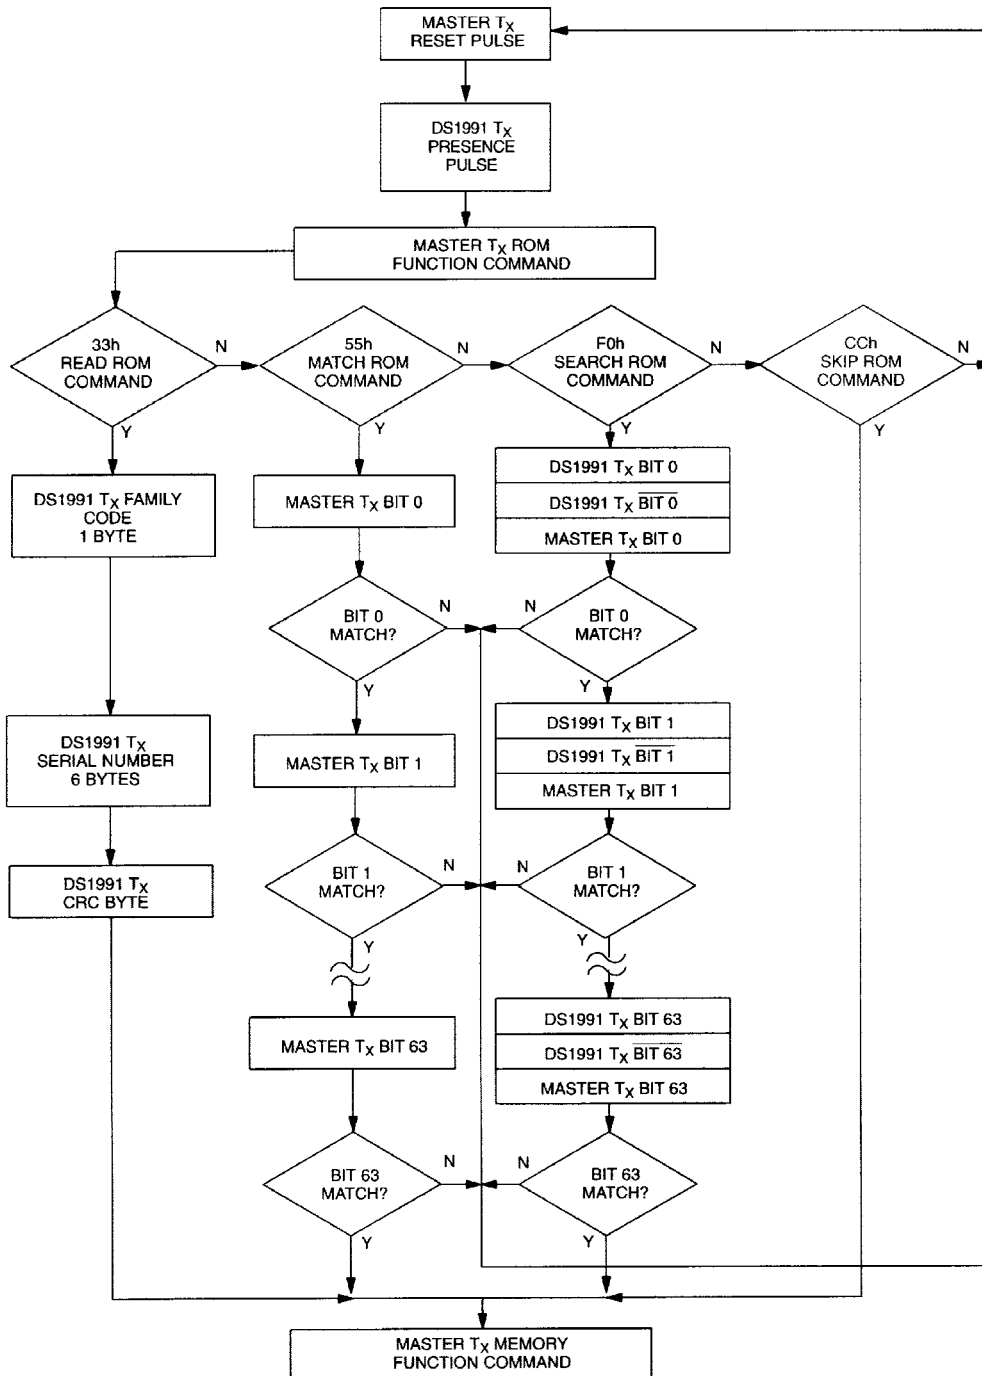 MASTER TX
RESET PULSE
DS1991 TX
PRESENCE
PULSE
MASTER TX ROM
FUNCTION COMMAND
33h
READ ROM
COMMAND
N
Y
55h
MATCH ROM
COMMAND
N
Y
F0h
SEARCH ROM
COMMAND
N
Y
CCh
SKIP ROM
COMMAND
N
Y
DS1991 TX FAMILY
CODE
1 BYTE
DS1991 TX
SERIAL NUMBER
6 BYTES
DS1991 TX
CRC BYTE
MASTER TX BIT 0
BIT 0
MATCH?
N
Y
MASTER TX BIT 1
BIT 1
MATCH?
N
Y
MASTER TX BIT 63
BIT 63
MATCH?
N
Y
DS1991 TX BIT 0
DS1991 TX B̅I̅T̅ ̅0̅
MASTER TX BIT 0
BIT 0
MATCH?
N
Y
DS1991 TX BIT 1
DS1991 TX B̅I̅T̅ ̅1̅
MASTER TX BIT 1
BIT 1
MATCH?
N
Y
DS1991 TX BIT 63
DS1991 TX B̅I̅T̅ ̅6̅3̅
MASTER TX BIT 63
BIT 63
MATCH?
N
Y
MASTER TX MEMORY
FUNCTION COMMAND